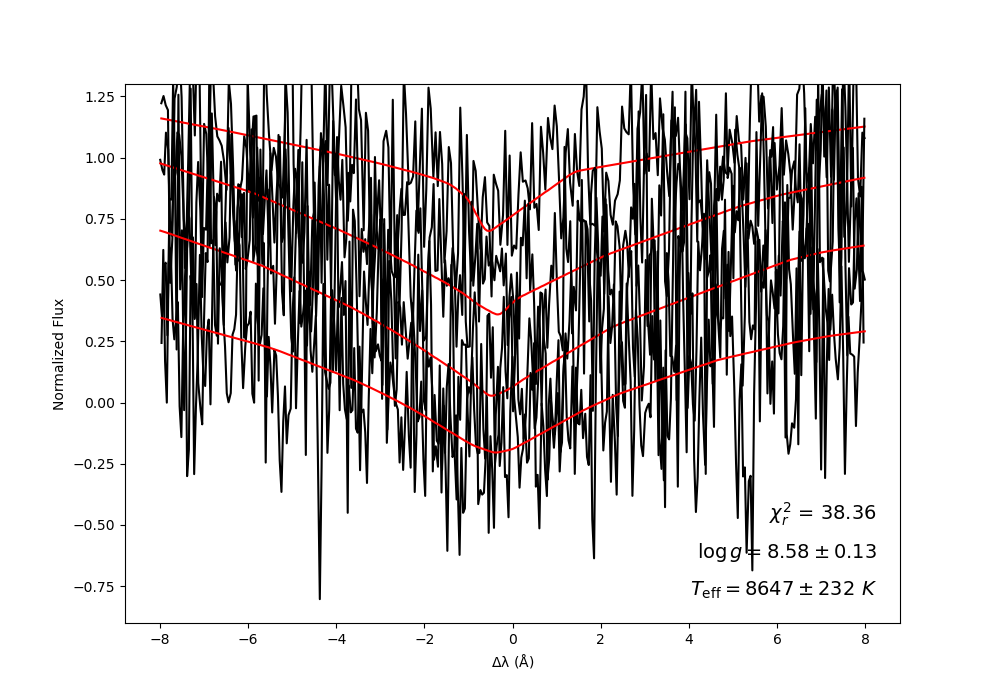 1.25
1.00
0.75
0.50
0.25
0.00
−0.25
−0.50
−0.75
Normalized Flux
χ²ᵣ = 38.36
log g = 8.58 ± 0.13
T_eff = 8647 ± 232 K
−8 −6 −4 −2 0 2 4 6 8
Δλ (Å)